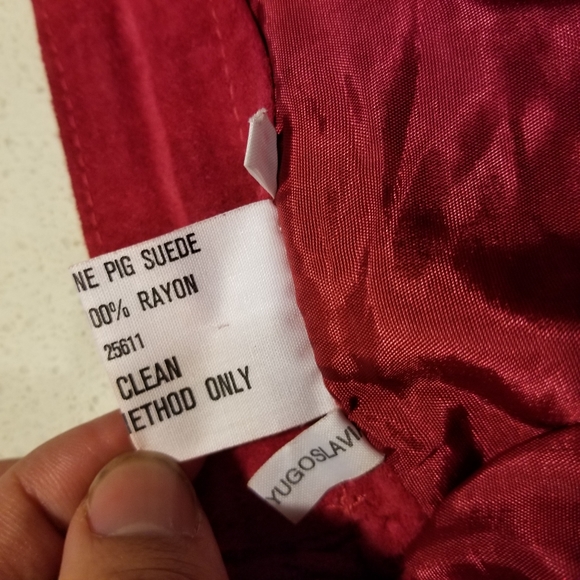 NE PIG SUEDE
00% RAYON
25611
CLEAN
ETHOD ONLY
YUGOSLAVI